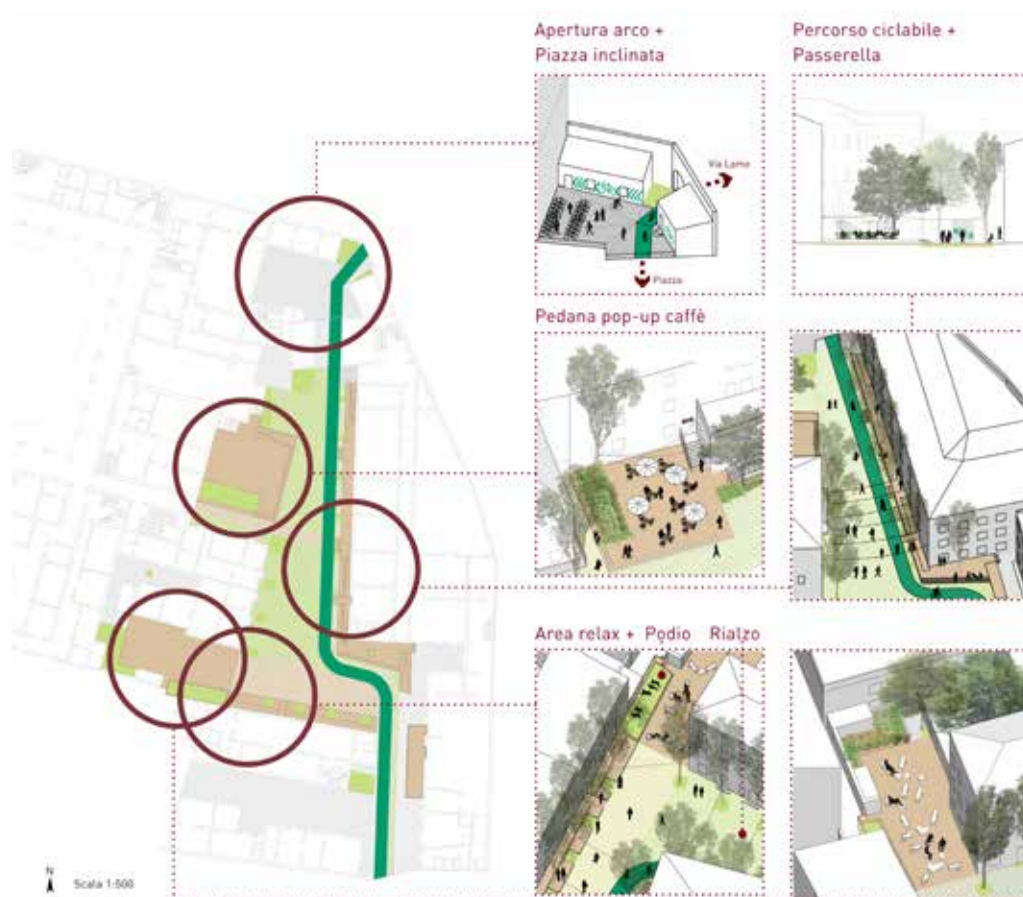 Apertura arco +
Piazza inclinata
Percorso ciclabile +
Passerella
Via Lame
Piazza
Pedana pop-up caffè
Area relax + Podio Rialzo
N
Scala 1:500